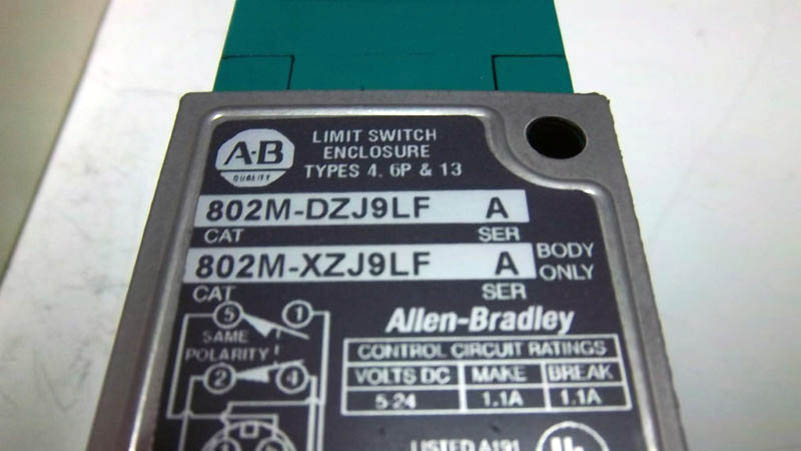 A-B
QUALITY
LIMIT SWITCH
ENCLOSURE
TYPES 4, 6P & 13
802M-DZJ9LF A
CAT SER
802M-XZJ9LF A BODY ONLY
CAT SER
5 1
SAME
POLARITY
2 4
Allen-Bradley
CONTROL CIRCUIT RATINGS
VOLTS DC MAKE BREAK
5-24 1.1A 1.1A
LISTED A191